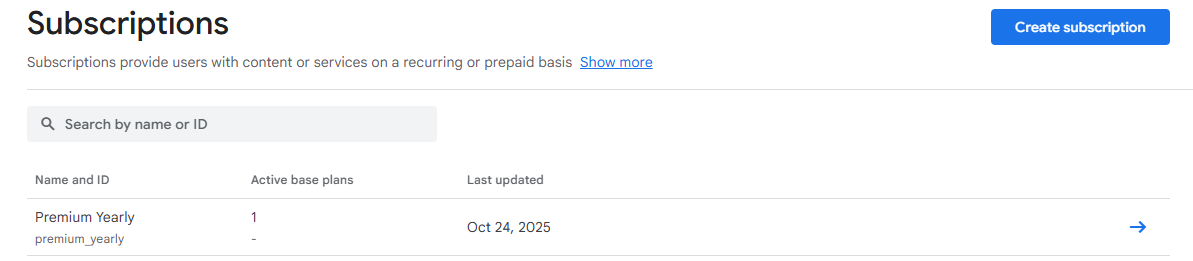 Subscriptions
Create subscription
Subscriptions provide users with content or services on a recurring or prepaid basis Show more
Search by name or ID
Name and ID Active base plans Last updated
Premium Yearly 1
Oct 24, 2025
premium_yearly -